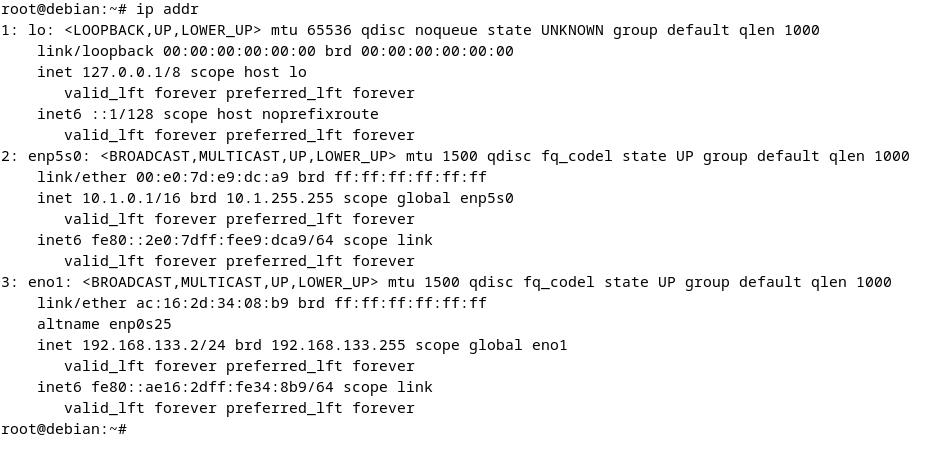 root@debian:~# ip addr
1: lo: <LOOPBACK,UP,LOWER_UP> mtu 65536 qdisc noqueue state UNKNOWN group default qlen 1000
    link/loopback 00:00:00:00:00:00 brd 00:00:00:00:00:00
    inet 127.0.0.1/8 scope host lo
       valid_lft forever preferred_lft forever
    inet6 ::1/128 scope host noprefixroute
       valid_lft forever preferred_lft forever
2: enp5s0: <BROADCAST,MULTICAST,UP,LOWER_UP> mtu 1500 qdisc fq_codel state UP group default qlen 1000
    link/ether 00:e0:7d:e9:dc:a9 brd ff:ff:ff:ff:ff:ff
    inet 10.1.0.1/16 brd 10.1.255.255 scope global enp5s0
       valid_lft forever preferred_lft forever
    inet6 fe80::2e0:7dff:fee9:dca9/64 scope link
       valid_lft forever preferred_lft forever
3: eno1: <BROADCAST,MULTICAST,UP,LOWER_UP> mtu 1500 qdisc fq_codel state UP group default qlen 1000
    link/ether ac:16:2d:34:08:b9 brd ff:ff:ff:ff:ff:ff
    altname enp0s25
    inet 192.168.133.2/24 brd 192.168.133.255 scope global eno1
       valid_lft forever preferred_lft forever
    inet6 fe80::ae16:2dff:fe34:8b9/64 scope link
       valid_lft forever preferred_lft forever
root@debian:~#